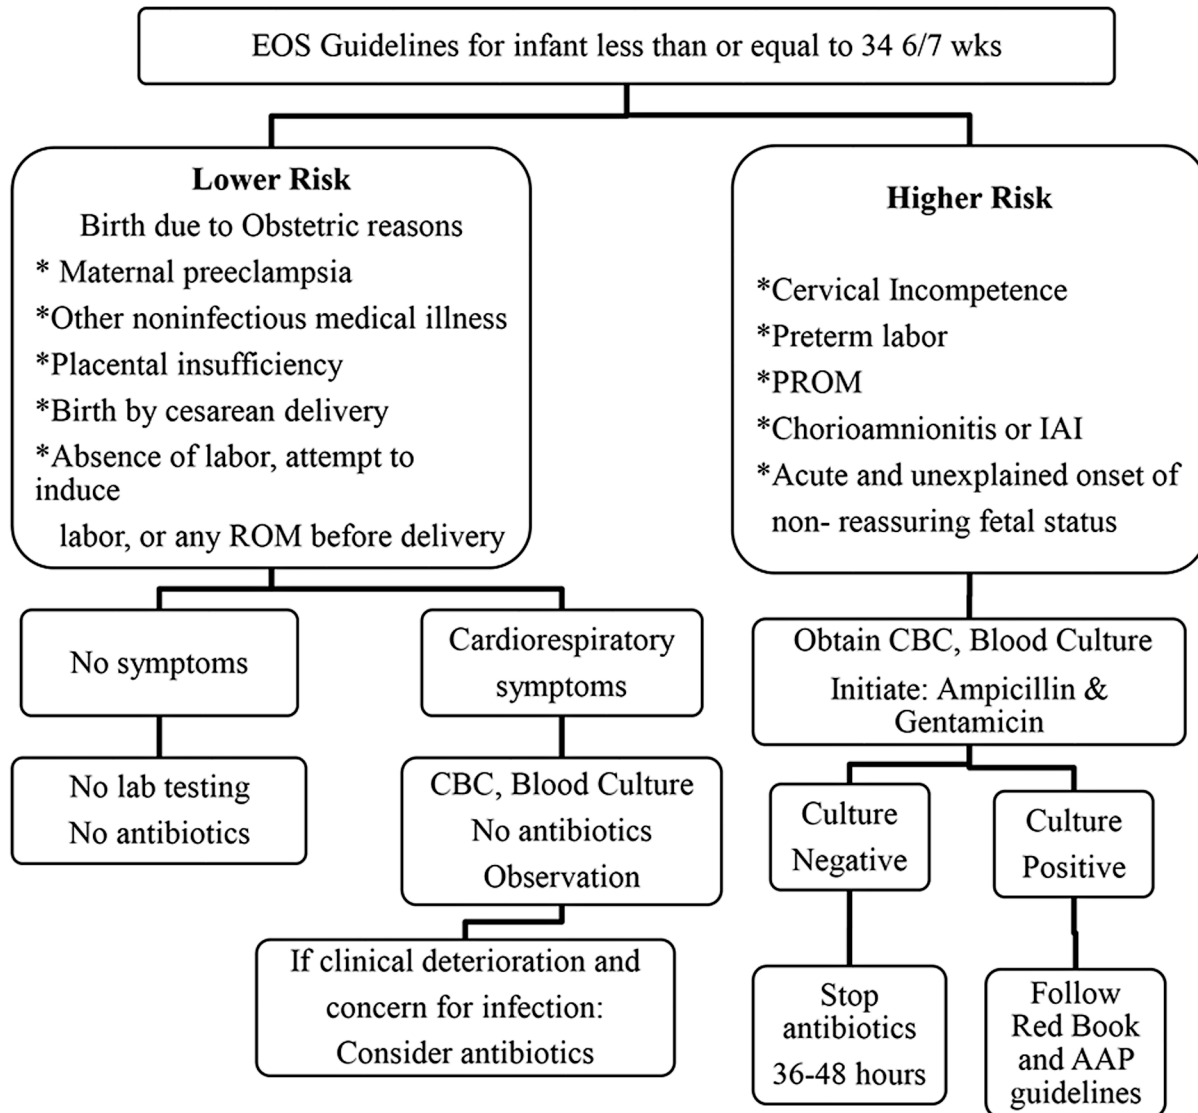 EOS Guidelines for infant less than or equal to 34 6/7 wks
Lower Risk
Birth due to Obstetric reasons
* Maternal preeclampsia
*Other noninfectious medical illness
*Placental insufficiency
*Birth by cesarean delivery
*Absence of labor, attempt to
induce
labor, or any ROM before delivery
Higher Risk
*Cervical Incompetence
*Preterm labor
*PROM
*Chorioamnionitis or IAI
*Acute and unexplained onset of
non- reassuring fetal status
No symptoms
Cardiorespiratory
symptoms
Obtain CBC, Blood Culture
Initiate: Ampicillin &
Gentamicin
No lab testing
No antibiotics
CBC, Blood Culture
No antibiotics
Observation
Culture
Negative
Culture
Positive
If clinical deterioration and
concern for infection:
Consider antibiotics
Stop
antibiotics
36-48 hours
Follow
Red Book
and AAP
guidelines